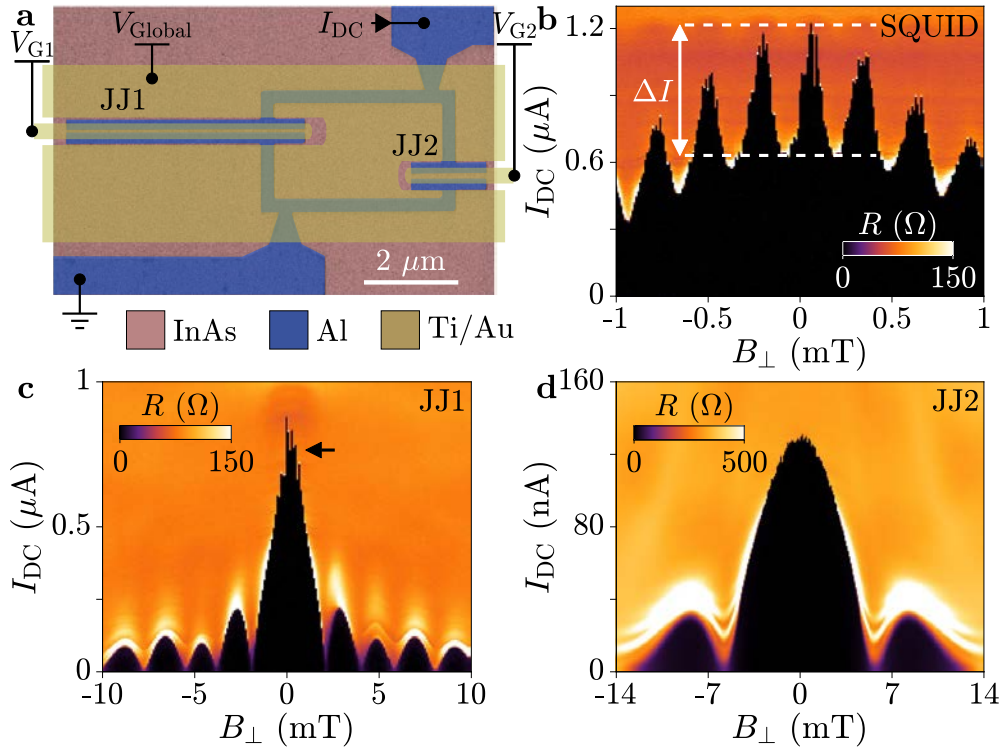 a
V_G1
V_Global
I_DC
V_G2
JJ1
JJ2
2 μm
InAs
Al
Ti/Au
b
SQUID
1.2
0.6
0
I_DC (μA)
ΔI
R (Ω)
0
150
-1
-0.5
0
0.5
1
B_⊥ (mT)
c
JJ1
1
0.5
0
I_DC (μA)
R (Ω)
0
150
-10
-5
0
5
10
B_⊥ (mT)
d
JJ2
160
80
0
I_DC (nA)
R (Ω)
0
500
-14
-7
0
7
14
B_⊥ (mT)